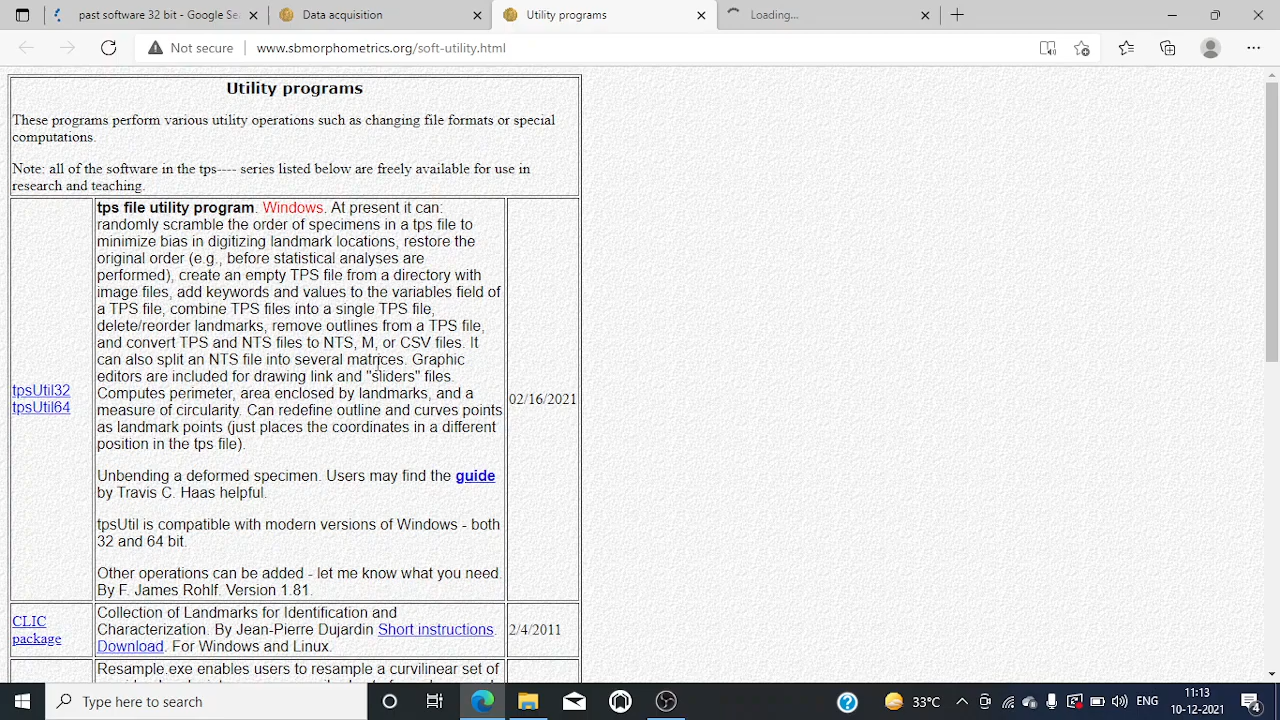 past software 32 bit - Google Se
Data acquisition
Utility programs
Loading...
Not secure
www.sbmorphometrics.org/soft-utility.html
Utility programs
These programs perform various utility operations such as changing file formats or special
computations.
Note: all of the software in the tps---- series listed below are freely available for use in
research and teaching.
tpsUtil32
tpsUtil64
tps file utility program. Windows. At present it can:
randomly scramble the order of specimens in a tps file to
minimize bias in digitizing landmark locations, restore the
original order (e.g., before statistical analyses are
performed), create an empty TPS file from a directory with
image files, add keywords and values to the variables field of
a TPS file, combine TPS files into a single TPS file,
delete/reorder landmarks, remove outlines from a TPS file,
and convert TPS and NTS files to NTS, M, or CSV files. It
can also split an NTS file into several matrices. Graphic
editors are included for drawing link and "sliders" files.
Computes perimeter, area enclosed by landmarks, and a
measure of circularity. Can redefine outline and curves points
as landmark points (just places the coordinates in a different
position in the tps file).
Unbending a deformed specimen. Users may find the guide
by Travis C. Haas helpful.
tpsUtil is compatible with modern versions of Windows - both
32 and 64 bit.
Other operations can be added - let me know what you need.
By F. James Rohlf. Version 1.81.
02/16/2021
CLIC
package
Collection of Landmarks for Identification and
Characterization. By Jean-Pierre Dujardin Short instructions.
Download. For Windows and Linux.
2/4/2011
Resample.exe enables users to resample a curvilinear set of
Type here to search
33°C
ENG
11:13
10-12-2021
4